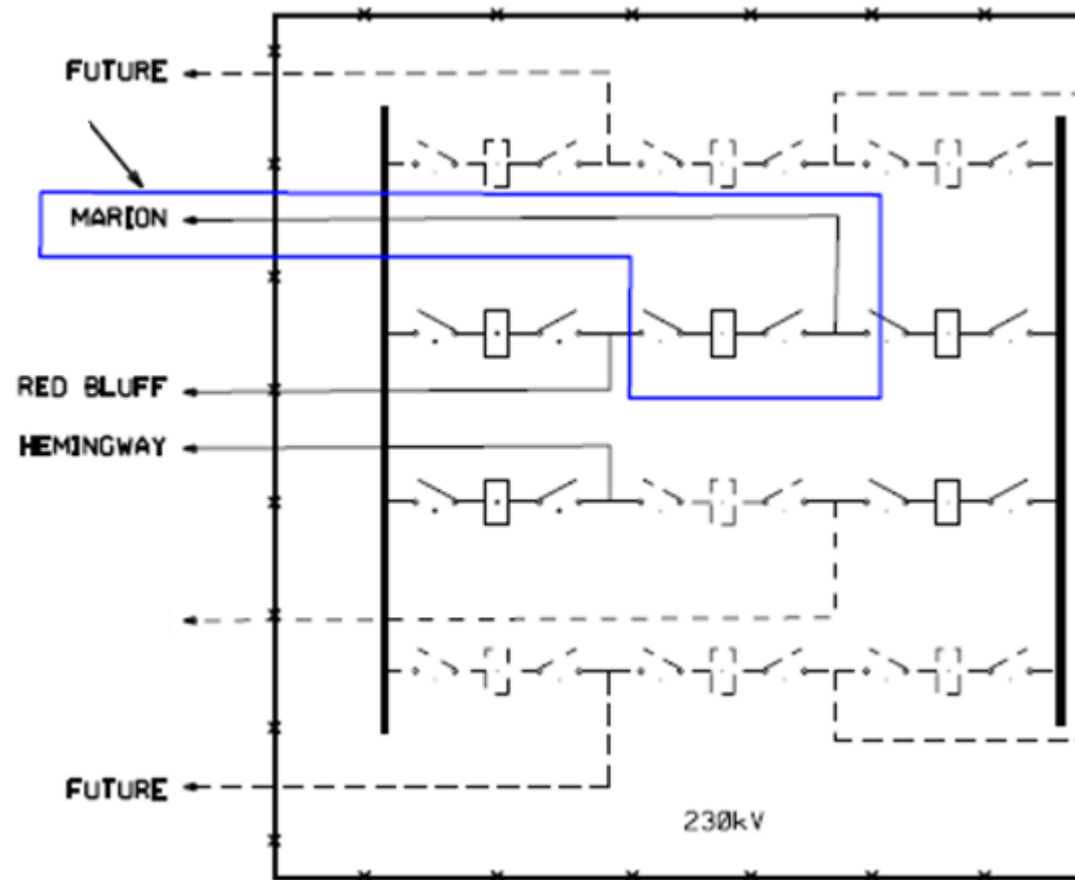 FUTURE
MARION
RED BLUFF
HEMINGWAY
FUTURE
230kV